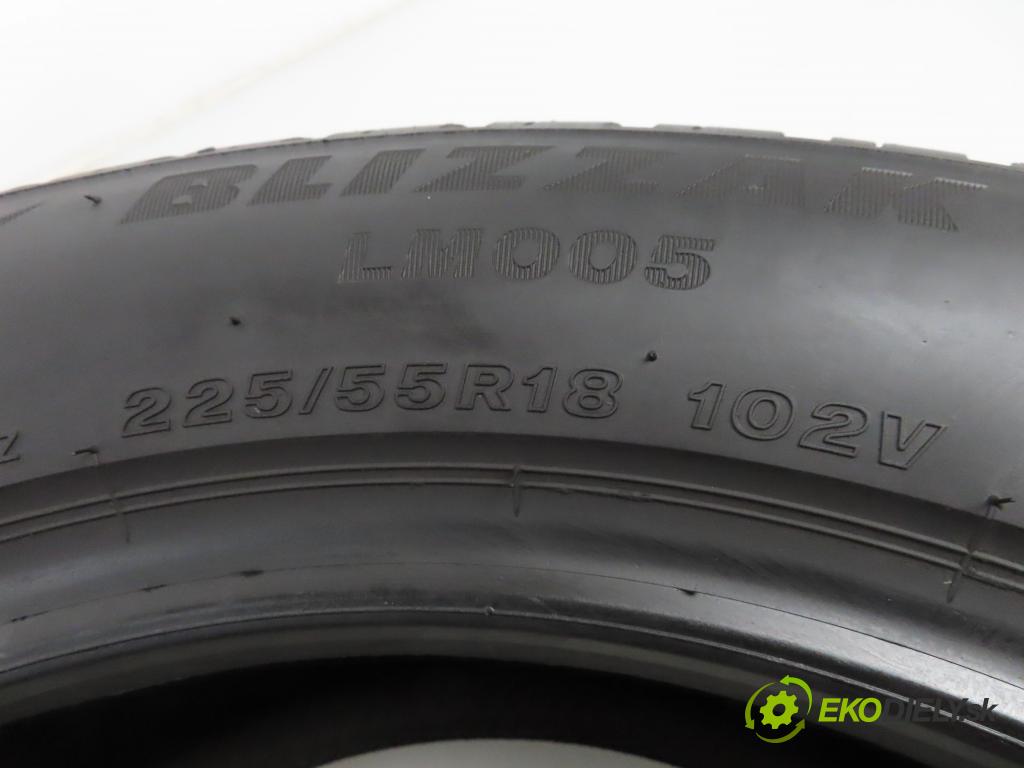 BLIZZAK
LM005
225/55R18 102V
Z
EKODIELY.sk